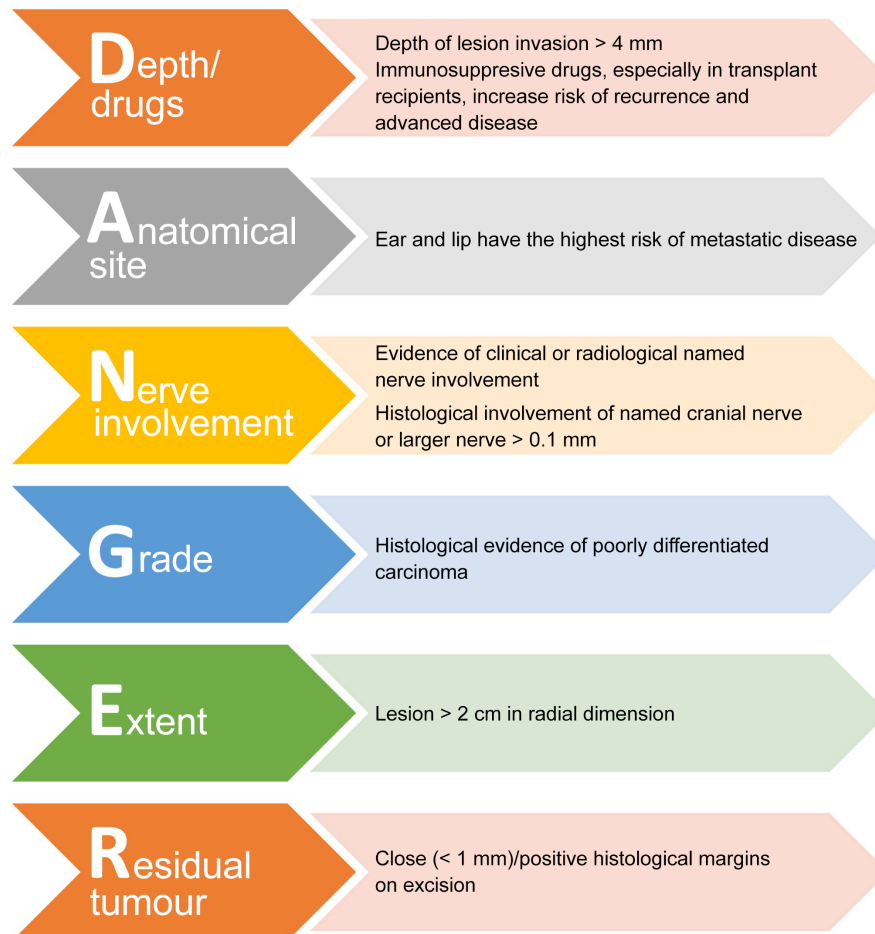 Depth/
drugs
Depth of lesion invasion > 4 mm
Immunosuppresive drugs, especially in transplant
recipients, increase risk of recurrence and
advanced disease
Anatomical
site
Ear and lip have the highest risk of metastatic disease
Nerve
involvement
Evidence of clinical or radiological named
nerve involvement
Histological involvement of named cranial nerve
or larger nerve > 0.1 mm
Grade
Histological evidence of poorly differentiated
carcinoma
Extent
Lesion > 2 cm in radial dimension
Residual
tumour
Close (< 1 mm)/positive histological margins
on excision